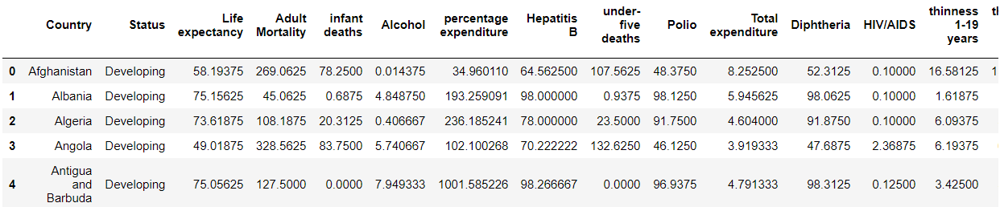 Country Status Life expectancy Adult Mortality infant deaths Alcohol percentage expenditure Hepatitis B under-five deaths Polio Total expenditure Diphtheria HIV/AIDS thinness 1-19 years th
0 Afghanistan Developing 58.19375 269.0625 78.2500 0.014375 34.960110 64.562500 107.5625 48.3750 8.252500 52.3125 0.10000 16.58125 1
1 Albania Developing 75.15625 45.0625 0.6875 4.848750 193.259091 98.000000 0.9375 98.1250 5.945625 98.0625 0.10000 1.61875
2 Algeria Developing 73.61875 108.1875 20.3125 0.406667 236.185241 78.000000 23.5000 91.7500 4.604000 91.8750 0.10000 6.09375
3 Angola Developing 49.01875 328.5625 83.7500 5.740667 102.100268 70.222222 132.6250 46.1250 3.919333 47.6875 2.36875 6.19375
4 Antigua and Barbuda Developing 75.05625 127.5000 0.0000 7.949333 1001.585226 98.266667 0.0000 96.9375 4.791333 98.3125 0.12500 3.42500